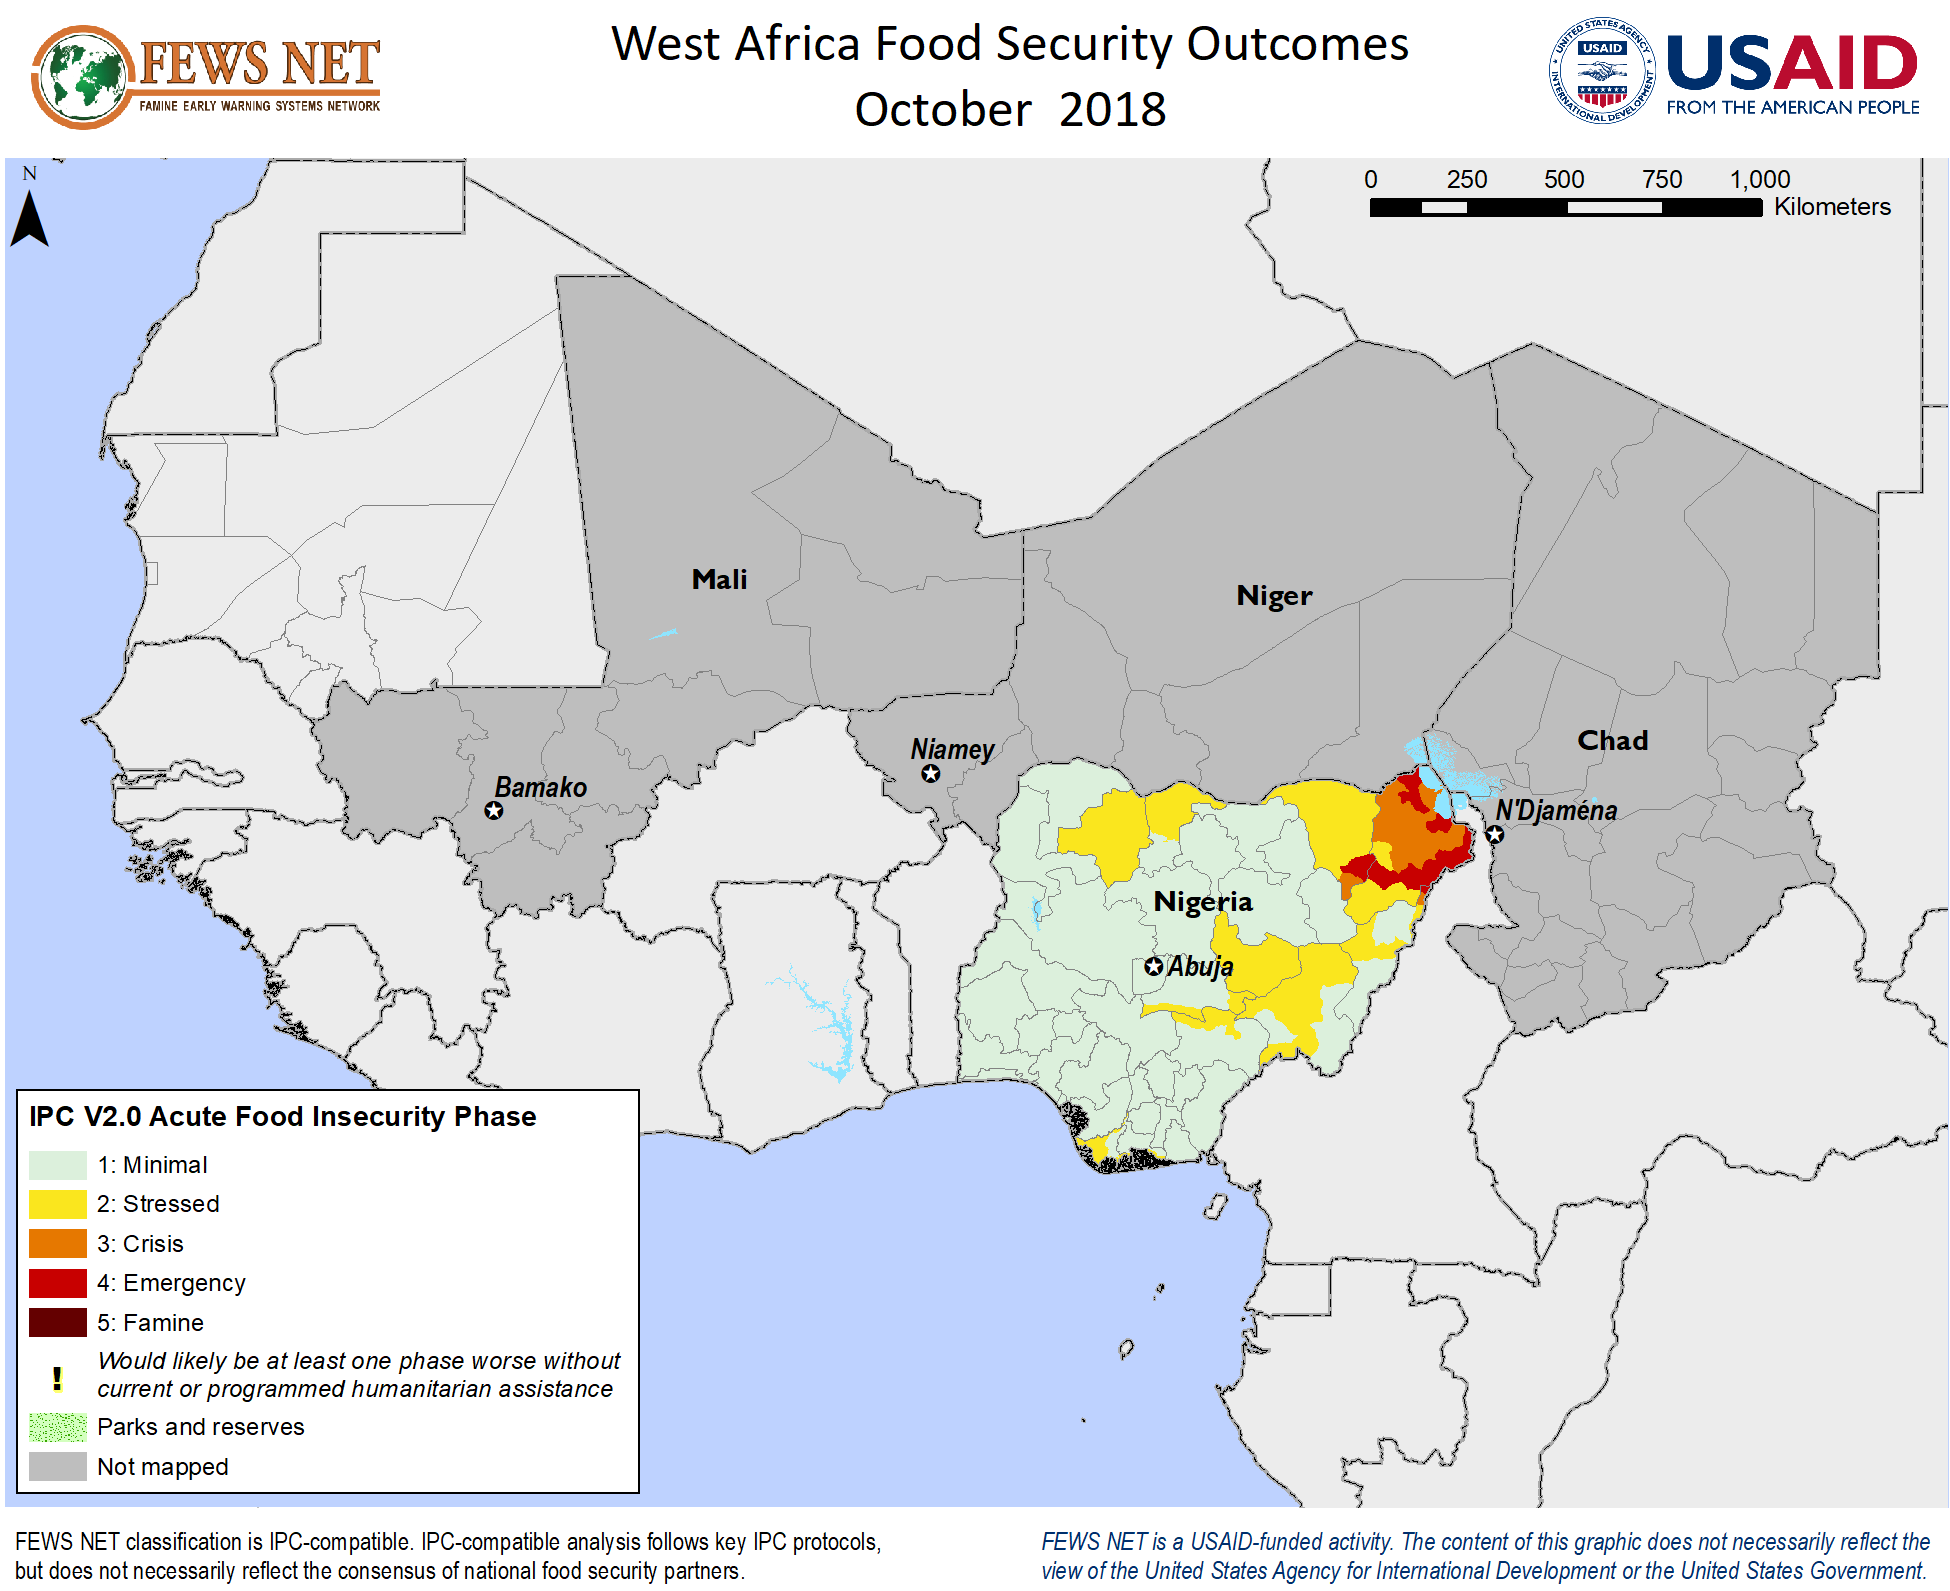 FEWS NET
FAMINE EARLY WARNING SYSTEMS NETWORK
West Africa Food Security Outcomes
October 2018
UNITED STATES AGENCY
USAID
INTERNATIONAL DEVELOPMENT
USAID
FROM THE AMERICAN PEOPLE
N
0 250 500 750 1,000
Kilometers
Mali
Niger
Chad
Niamey
Bamako
N'Djaména
Nigeria
Abuja
IPC V2.0 Acute Food Insecurity Phase
1: Minimal
2: Stressed
3: Crisis
4: Emergency
5: Famine
! Would likely be at least one phase worse without
current or programmed humanitarian assistance
Parks and reserves
Not mapped
FEWS NET classification is IPC-compatible. IPC-compatible analysis follows key IPC protocols,
but does not necessarily reflect the consensus of national food security partners.
FEWS NET is a USAID-funded activity. The content of this graphic does not necessarily reflect the
view of the United States Agency for International Development or the United States Government.